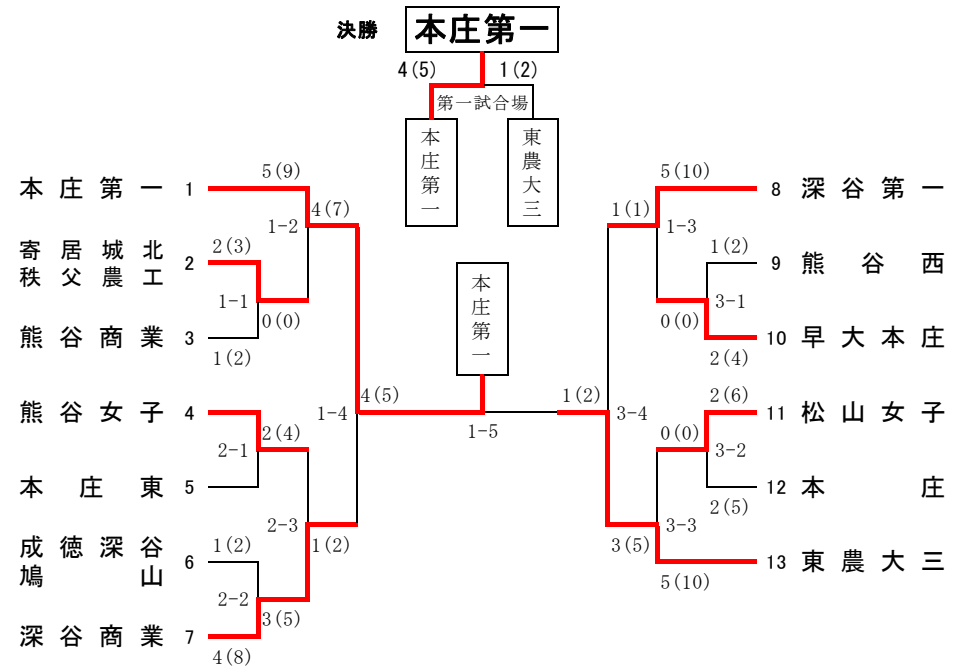 決勝
本庄第一
4(5)
1(2)
第一試合場
本庄第一
東農大三
本庄第一 1
5(9)
4(7)
1-2
寄居城北
秩父農工 2
2(3)
1-1
0(0)
熊谷商業 3
1(2)
熊谷女子 4
2(4)
2-1
本庄東 5
1-4
4(5)
2-3
1(2)
成徳深谷
鳩山 6
1(2)
2-2
3(5)
深谷商業 7
4(8)
本庄第一
1-5
1(2)
5(10)
8 深谷第一
1(1)
1-3
1(2)
9 熊谷西
3-1
0(0)
10 早大本庄
2(4)
3-4
2(6)
11 松山女子
0(0)
3-2
12 本庄
2(5)
3-3
3(5)
13 東農大三
5(10)